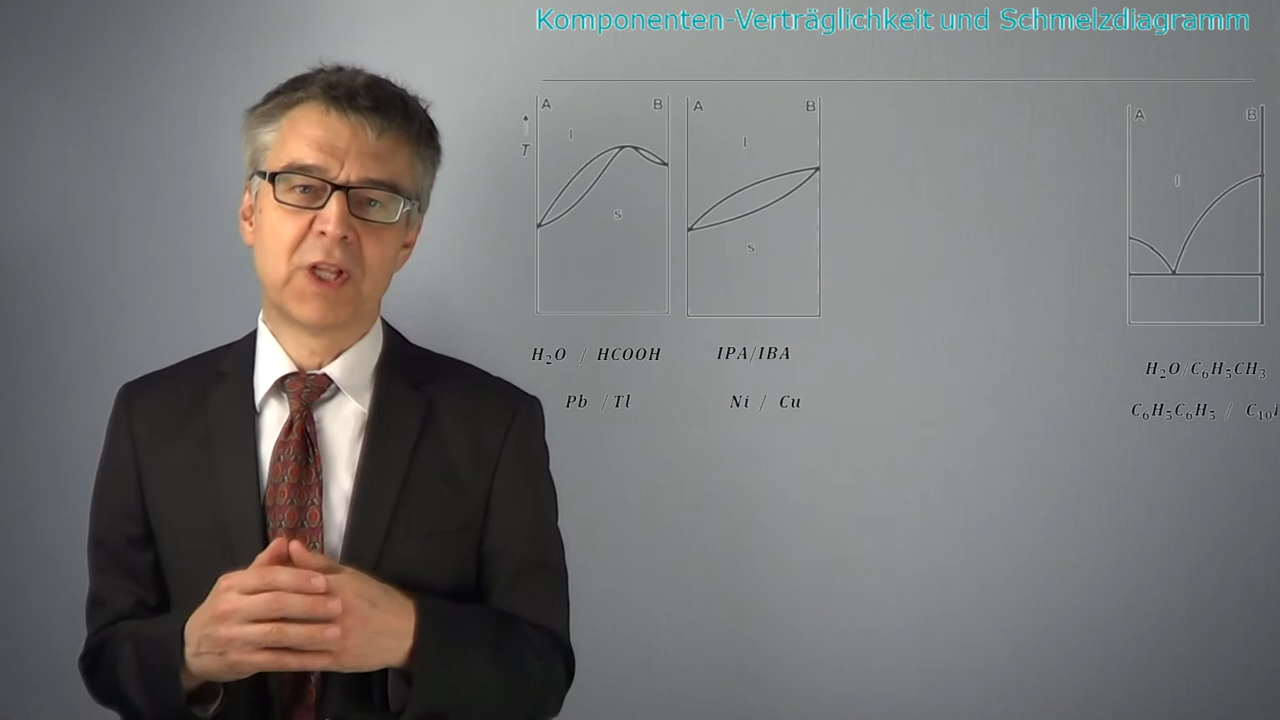 Komponenten-Verträglichkeit und Schmelzdiagramm
A B
A B
A B
l
l
l
T
s
s
H₂O / HCOOH
IPA/IBA
H₂O/C₆H₅CH₃
Pb / Tl
Ni / Cu
C₆H₅C₆H₅ / C₁₀